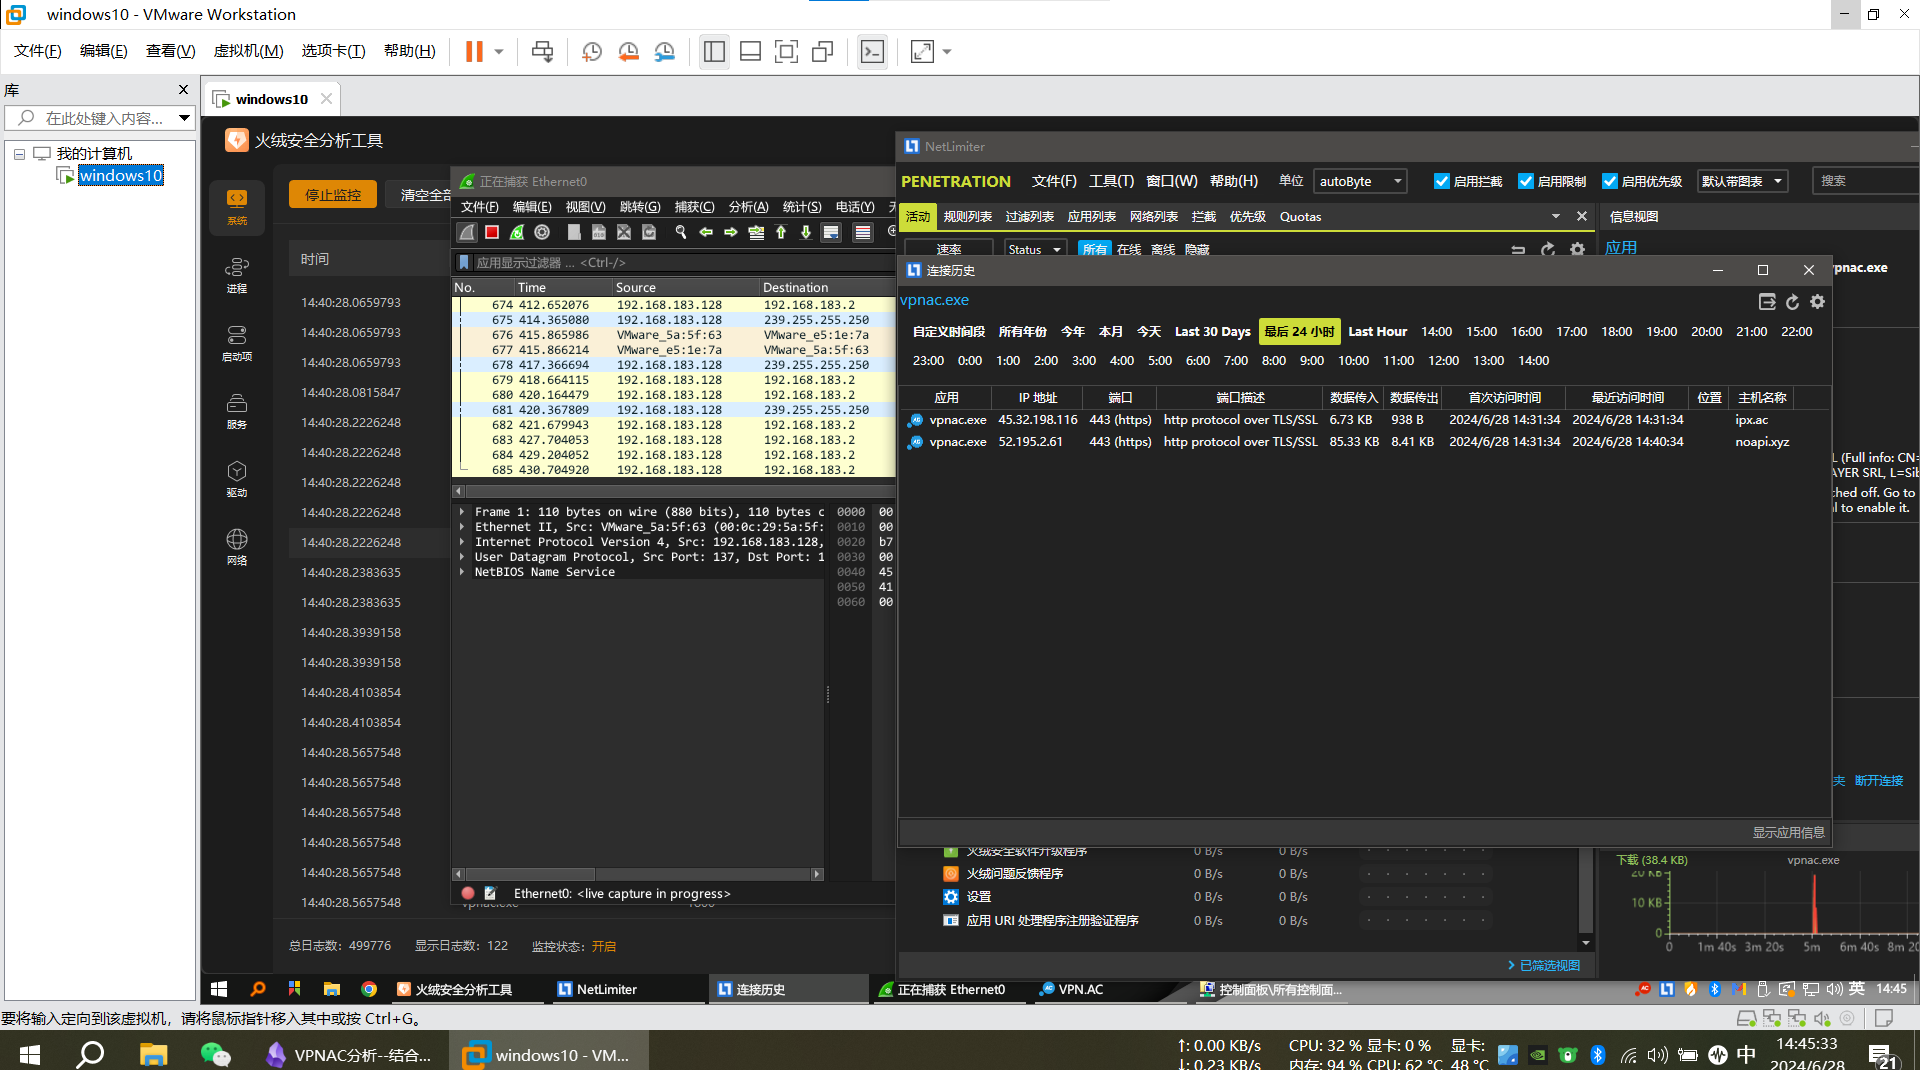 windows10 - VMware Workstation
文件(F) 编辑(E) 查看(V) 虚拟机(M) 选项卡(T) 帮助(H)
库
在此处键入内容...
我的计算机
windows10
windows10
火绒安全分析工具
停止监控
清空全部
系统
进程
启动项
服务
驱动
网络
时间
14:40:28.0659793
14:40:28.0659793
14:40:28.0659793
14:40:28.0815847
14:40:28.2226248
14:40:28.2226248
14:40:28.2226248
14:40:28.2226248
14:40:28.2226248
14:40:28.2383635
14:40:28.2383635
14:40:28.3939158
14:40:28.3939158
14:40:28.4103854
14:40:28.4103854
14:40:28.5657548
14:40:28.5657548
14:40:28.5657548
14:40:28.5657548
14:40:28.5657548
14:40:28.5657548
总日志数: 499776 显示日志数: 122 监控状态: 开启
正在捕获 Ethernet0
文件(F) 编辑(E) 视图(V) 跳转(G) 捕获(C) 分析(A) 统计(S) 电话(Y)
应用显示过滤器 … <Ctrl-/>
No. Time Source Destination
674 412.652076 192.168.183.128 192.168.183.2
675 414.365080 192.168.183.128 239.255.255.250
676 415.865986 VMware_5a:5f:63 VMware_e5:1e:7a
677 415.866214 VMware_e5:1e:7a VMware_5a:5f:63
678 417.366694 192.168.183.128 239.255.255.250
679 418.664115 192.168.183.128 192.168.183.2
680 420.164479 192.168.183.128 192.168.183.2
681 420.367809 192.168.183.128 239.255.255.250
682 421.679943 192.168.183.128 192.168.183.2
683 427.704053 192.168.183.128 192.168.183.2
684 429.204052 192.168.183.128 192.168.183.2
685 430.704920 192.168.183.128 192.168.183.2
Frame 1: 110 bytes on wire (880 bits), 110 bytes c
Ethernet II, Src: VMware_5a:5f:63 (00:0c:29:5a:5f:
Internet Protocol Version 4, Src: 192.168.183.128,
User Datagram Protocol, Src Port: 137, Dst Port: 1
NetBIOS Name Service
0000 00
0010 00
0020 b7
0030 00
0040 45
0050 41
0060 00
Ethernet0: <live capture in progress>
NetLimiter
PENETRATION 文件(F) 工具(T) 窗口(W) 帮助(H) 单位 autoByte 启用拦截 启用限制 启用优先级 默认带图表 搜索
活动 规则列表 过滤列表 应用列表 网络列表 拦截 优先级 Quotas
信息视图
速率 Status 所有 在线 离线 隐藏
应用
vpnac.exe
连接历史
vpnac.exe
自定义时间段 所有年份 今年 本月 今天 Last 30 Days 最后 24 小时 Last Hour 14:00 15:00 16:00 17:00 18:00 19:00 20:00 21:00 22:00
23:00 0:00 1:00 2:00 3:00 4:00 5:00 6:00 7:00 8:00 9:00 10:00 11:00 12:00 13:00 14:00
应用 IP 地址 端口 端口描述 数据传入 数据传出 首次访问时间 最近访问时间 位置 主机名称
vpnac.exe 45.32.198.116 443 (https) http protocol over TLS/SSL 6.73 KB 938 B 2024/6/28 14:31:34 2024/6/28 14:31:34 ipx.ac
vpnac.exe 52.195.2.61 443 (https) http protocol over TLS/SSL 85.33 KB 8.41 KB 2024/6/28 14:31:34 2024/6/28 14:40:34 noapi.xyz
L (Full info: CN=
AYER SRL, L=Sib
ched off. Go to
l to enable it.
夹 断开连接
显示应用信息
火绒安全软件升级程序 0 B/s 0 B/s
火绒问题反馈程序 0 B/s 0 B/s
设置 0 B/s 0 B/s
应用 URI 处理程序注册验证程序 0 B/s 0 B/s
已筛选视图
下载 (38.4 KB) vpnac.exe
20 KB
10 KB
0
0 1m 40s 3m 20s 5m 6m 40s 8m 20
火绒安全分析工具 NetLimiter 连接历史 正在捕获 Ethernet0 VPN.AC 控制面板\所有控制面... 英 14:45
要将输入定向到该虚拟机，请将鼠标指针移入其中或按 Ctrl+G。
VPNAC分析--结合... windows10 - VM...
↑: 0.00 KB/s CPU: 32 % 显卡: 0 % 显卡:
↓: 0.23 KB/s 内存: 94 % CPU: 62 °C 48 °C
中 14:45:33
2024/6/28
21